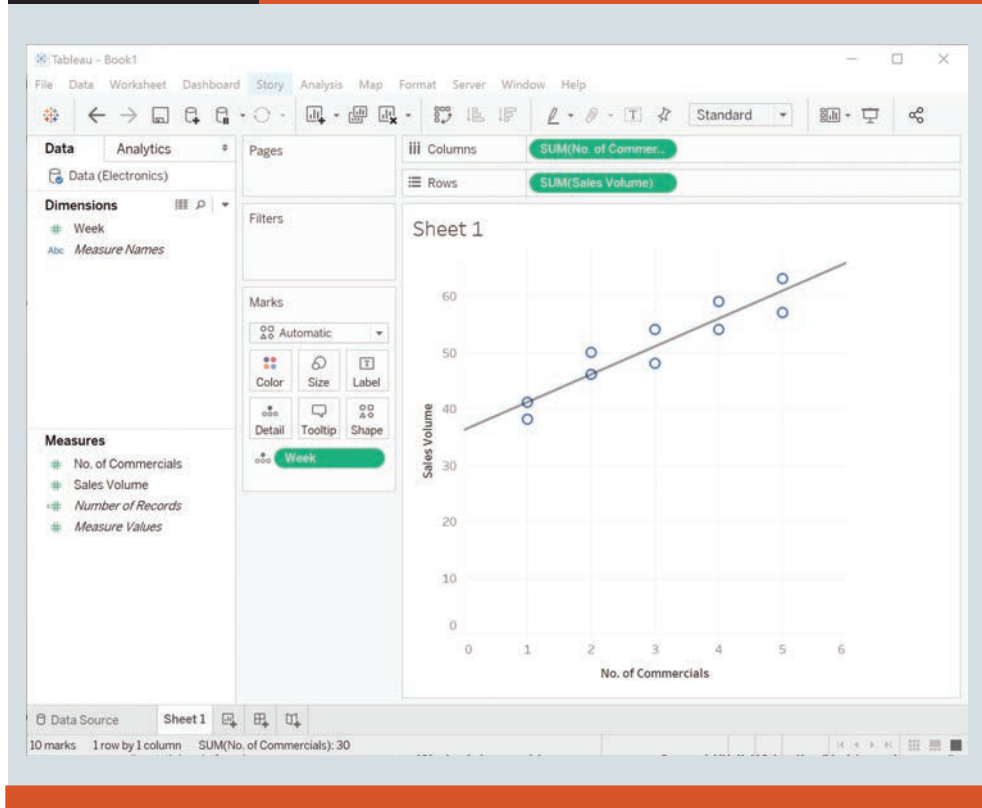 Tableau - Book1
File Data Worksheet Dashboard Story Analysis Map Format Server Window Help
Standard
Data Analytics
Data (Electronics)
Dimensions
Week
Abc Measure Names
Measures
No. of Commercials
Sales Volume
Number of Records
Measure Values
Pages
Filters
Marks
Automatic
Color Size Label
Detail Tooltip Shape
Week
Columns SUM(No. of Commer..
Rows SUM(Sales Volume)
Sheet 1
Sales Volume
60
50
40
30
20
10
0
0 1 2 3 4 5 6
No. of Commercials
Data Source Sheet 1
10 marks 1 row by 1 column SUM(No. of Commercials): 30